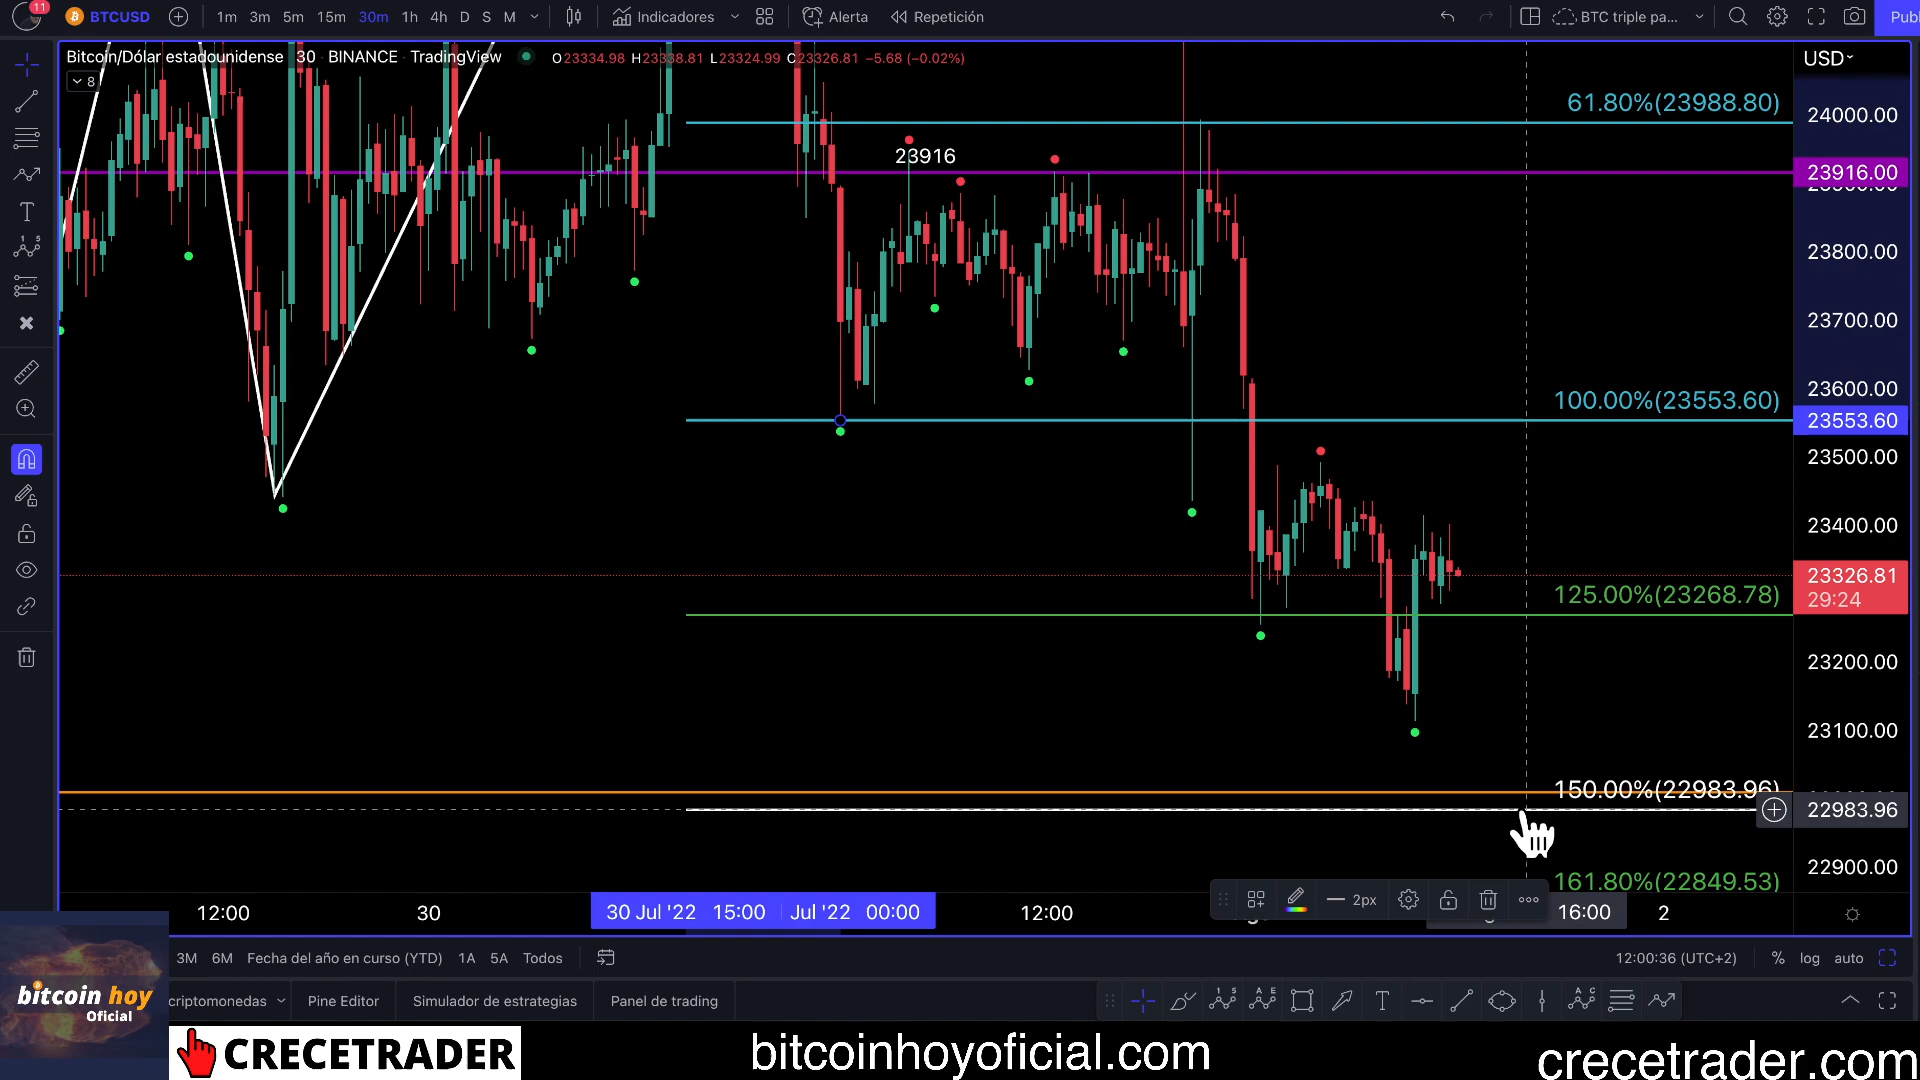 11
BTCUSD 1m 3m 5m 15m 30m 1h 4h D S M Indicadores Alerta Repetición BTC triple pa... Publ
Bitcoin/Dólar estadounidense 30 BINANCE TradingView O23334.98 H23338.81 L23324.99 C23326.81 −5.68 (−0.02%)
USD
8
61.80%(23988.80)
24000.00
23916
23916.00
23800.00
23700.00
23600.00
100.00%(23553.60)
23553.60
23500.00
23400.00
23326.81
29:24
125.00%(23268.78)
23200.00
23100.00
150.00%(22983.96)
22983.96
22900.00
161.80%(22849.53)
2px
12:00 30 30 Jul '22 15:00 Jul '22 00:00 12:00 16:00 2
3M 6M Fecha del año en curso (YTD) 1A 5A Todos 12:00:36 (UTC+2) % log auto
criptomonedas Pine Editor Simulador de estrategias Panel de trading
bitcoin hoy
Oficial
CRECETRADER
bitcoinhoyoficial.com
crecetrader.com